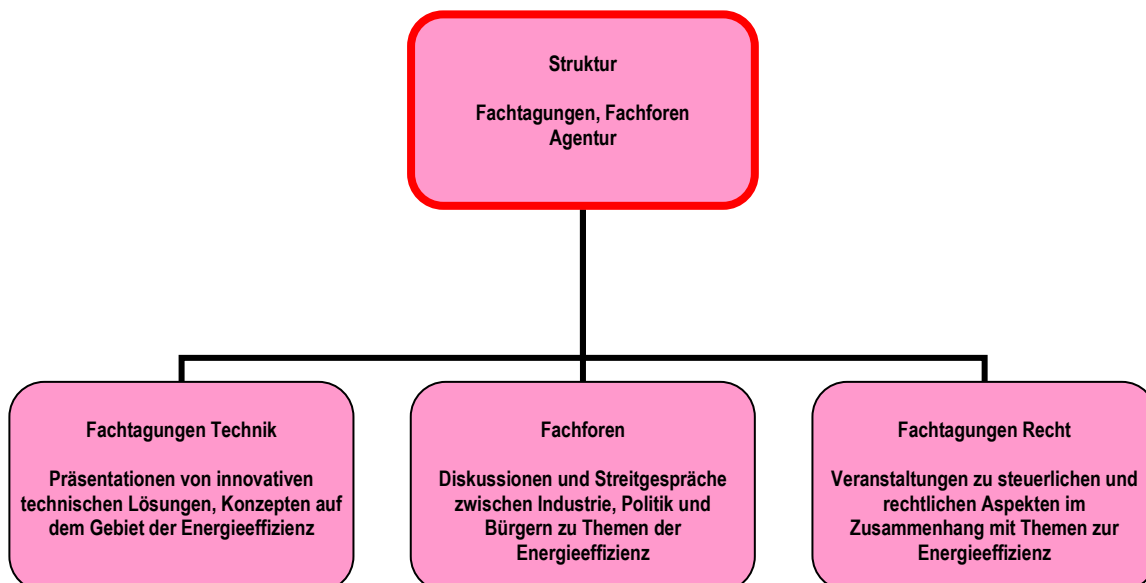 Struktur
Fachtagungen, Fachforen
Agentur
Fachtagungen Technik
Präsentationen von innovativen
technischen Lösungen, Konzepten auf
dem Gebiet der Energieeffizienz
Fachforen
Diskussionen und Streitgespräche
zwischen Industrie, Politik und
Bürgern zu Themen der
Energieeffizienz
Fachtagungen Recht
Veranstaltungen zu steuerlichen und
rechtlichen Aspekten im
Zusammenhang mit Themen zur
Energieeffizienz